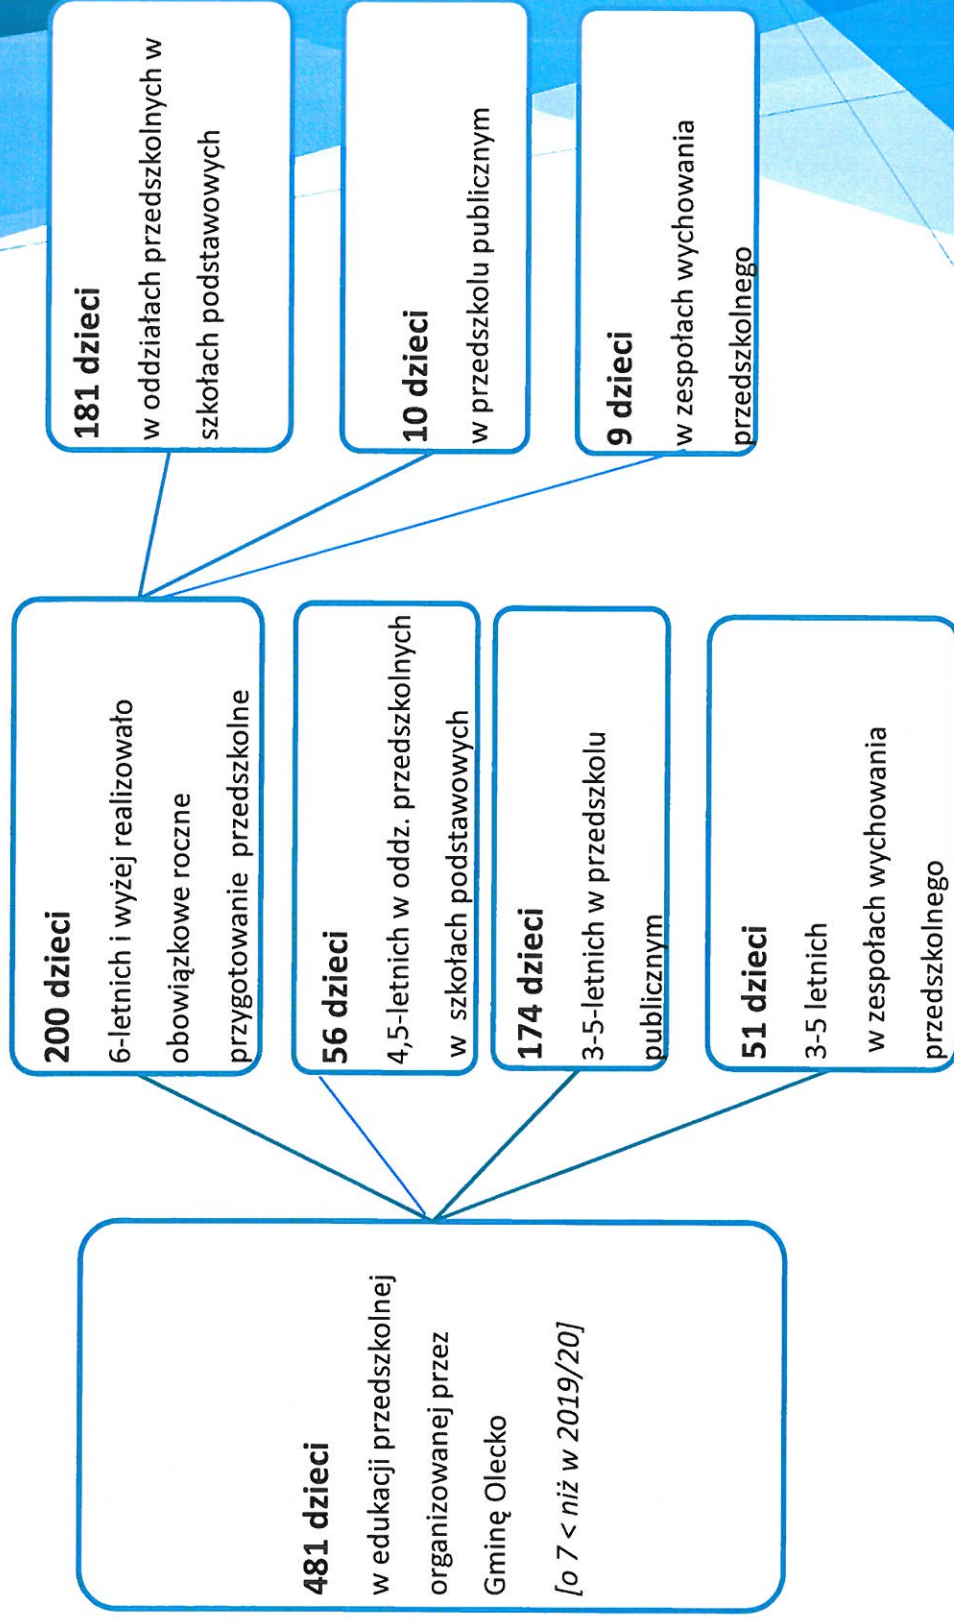 481 dzieci
w edukacji przedszkolnej
organizowanej przez
Gminę Olecko
[o 7 < niż w 2019/20]
200 dzieci
6-letnich i wyżej realizowało
obowiązkowe roczne
przygotowanie przedszkolne
56 dzieci
4,5-letnich w oddz. przedszkolnych
w szkołach podstawowych
174 dzieci
3-5-letnich w przedszkolu
publicznym
51 dzieci
3-5 letnich
w zespołach wychowania
przedszkolnego
181 dzieci
w oddziałach przedszkolnych w
szkołach podstawowych
10 dzieci
w przedszkolu publicznym
9 dzieci
w zespołach wychowania
przedszkolnego